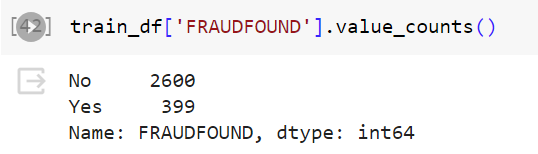 [42] train_df['FRAUDFOUND'].value_counts()
No 2600
Yes 399
Name: FRAUDFOUND, dtype: int64